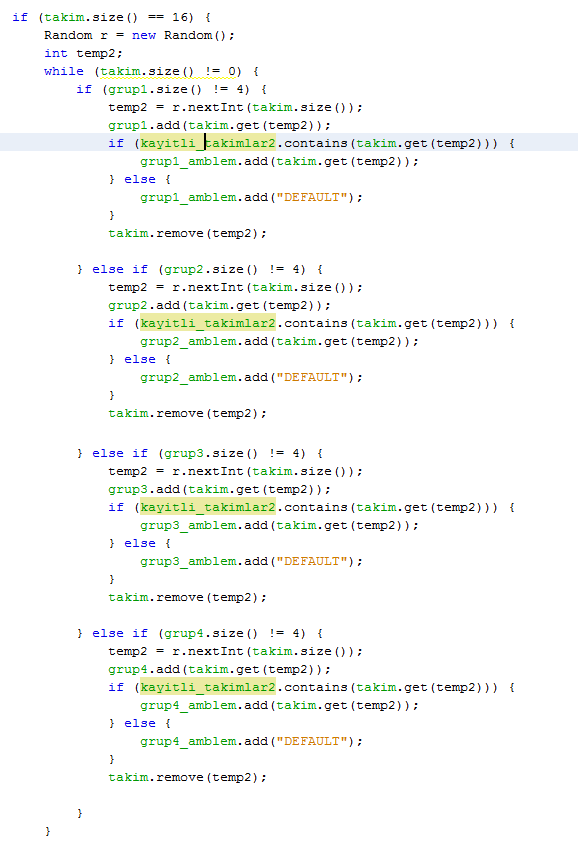 if (takim.size() == 16) {
    Random r = new Random();
    int temp2;
    while (takim.size() != 0) {
        if (grup1.size() != 4) {
            temp2 = r.nextInt(takim.size());
            grup1.add(takim.get(temp2));
            if (kayitli_takimlar2.contains(takim.get(temp2))) {
                grup1_amblem.add(takim.get(temp2));
            } else {
                grup1_amblem.add("DEFAULT");
            }
            takim.remove(temp2);

        } else if (grup2.size() != 4) {
            temp2 = r.nextInt(takim.size());
            grup2.add(takim.get(temp2));
            if (kayitli_takimlar2.contains(takim.get(temp2))) {
                grup2_amblem.add(takim.get(temp2));
            } else {
                grup2_amblem.add("DEFAULT");
            }
            takim.remove(temp2);

        } else if (grup3.size() != 4) {
            temp2 = r.nextInt(takim.size());
            grup3.add(takim.get(temp2));
            if (kayitli_takimlar2.contains(takim.get(temp2))) {
                grup3_amblem.add(takim.get(temp2));
            } else {
                grup3_amblem.add("DEFAULT");
            }
            takim.remove(temp2);

        } else if (grup4.size() != 4) {
            temp2 = r.nextInt(takim.size());
            grup4.add(takim.get(temp2));
            if (kayitli_takimlar2.contains(takim.get(temp2))) {
                grup4_amblem.add(takim.get(temp2));
            } else {
                grup4_amblem.add("DEFAULT");
            }
            takim.remove(temp2);

        }
    }